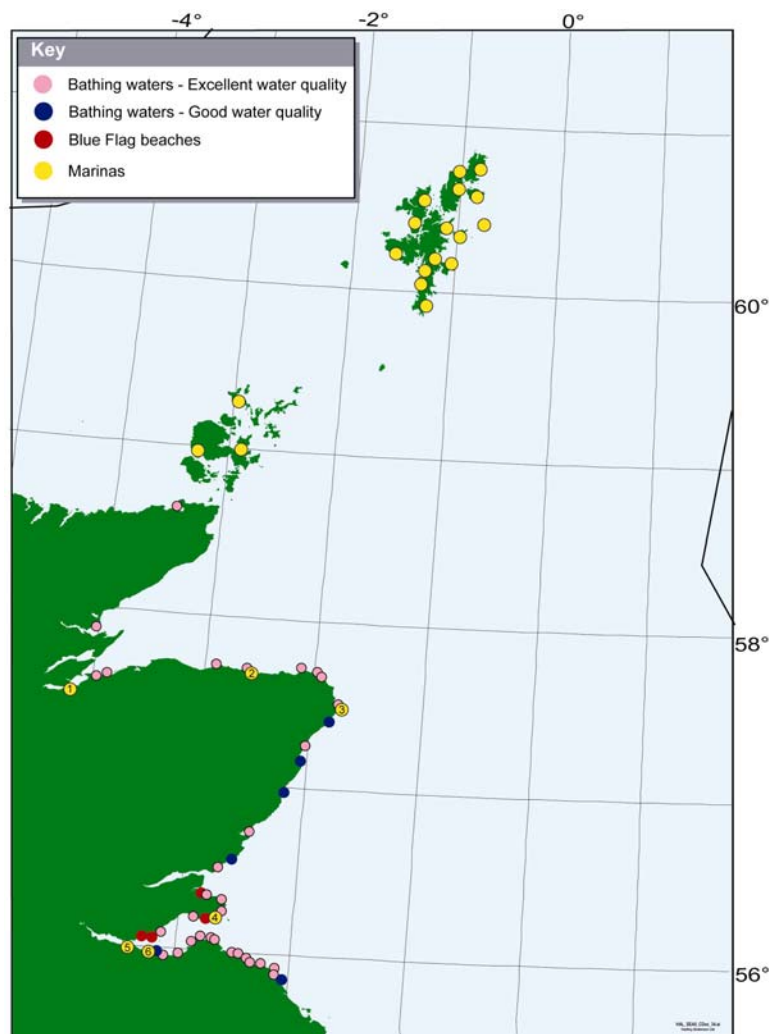 -4° -2° 0°
Key
Bathing waters - Excellent water quality
Bathing waters - Good water quality
Blue Flag beaches
Marinas
60°
58°
1
2
3
4
5
6
56°